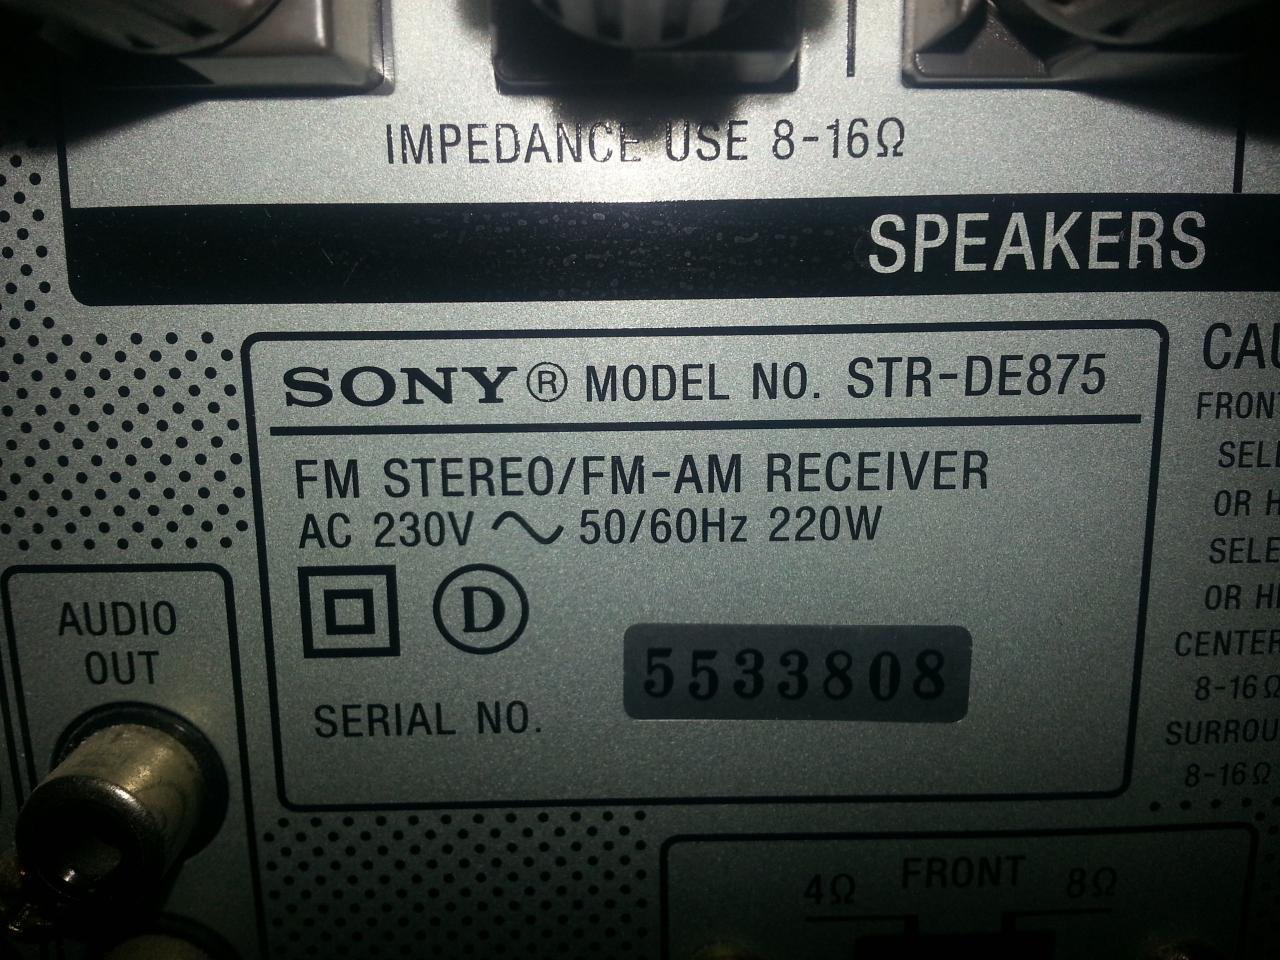 IMPEDANCE USE 8-16Ω
SPEAKERS
SONY® MODEL NO. STR-DE875
FM STEREO/FM-AM RECEIVER
AC 230V ~ 50/60Hz 220W
D
SERIAL NO. 5533808
AUDIO
OUT
CAU
FRONT
SELE
OR H
SELE
OR HI
CENTER
8-16Ω
SURROU
8-16Ω
4Ω FRONT 8Ω